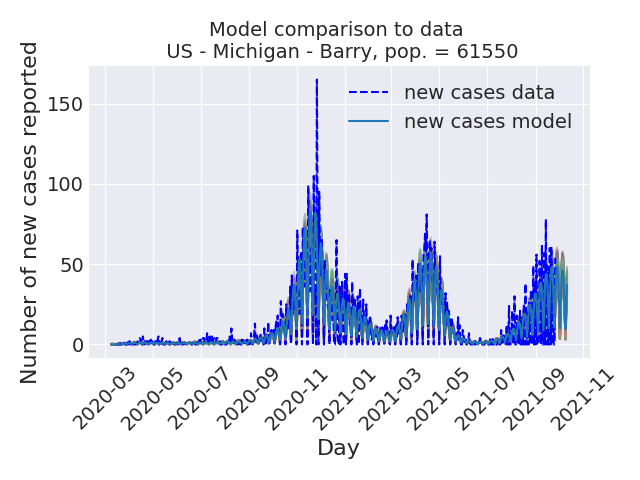 Model comparison to data
US - Michigan - Barry, pop. = 61550
Number of new cases reported
150
100
50
0
new cases data
new cases model
2020-03
2020-05
2020-07
2020-09
2020-11
2021-01
2021-03
2021-05
2021-07
2021-09
2021-11
Day